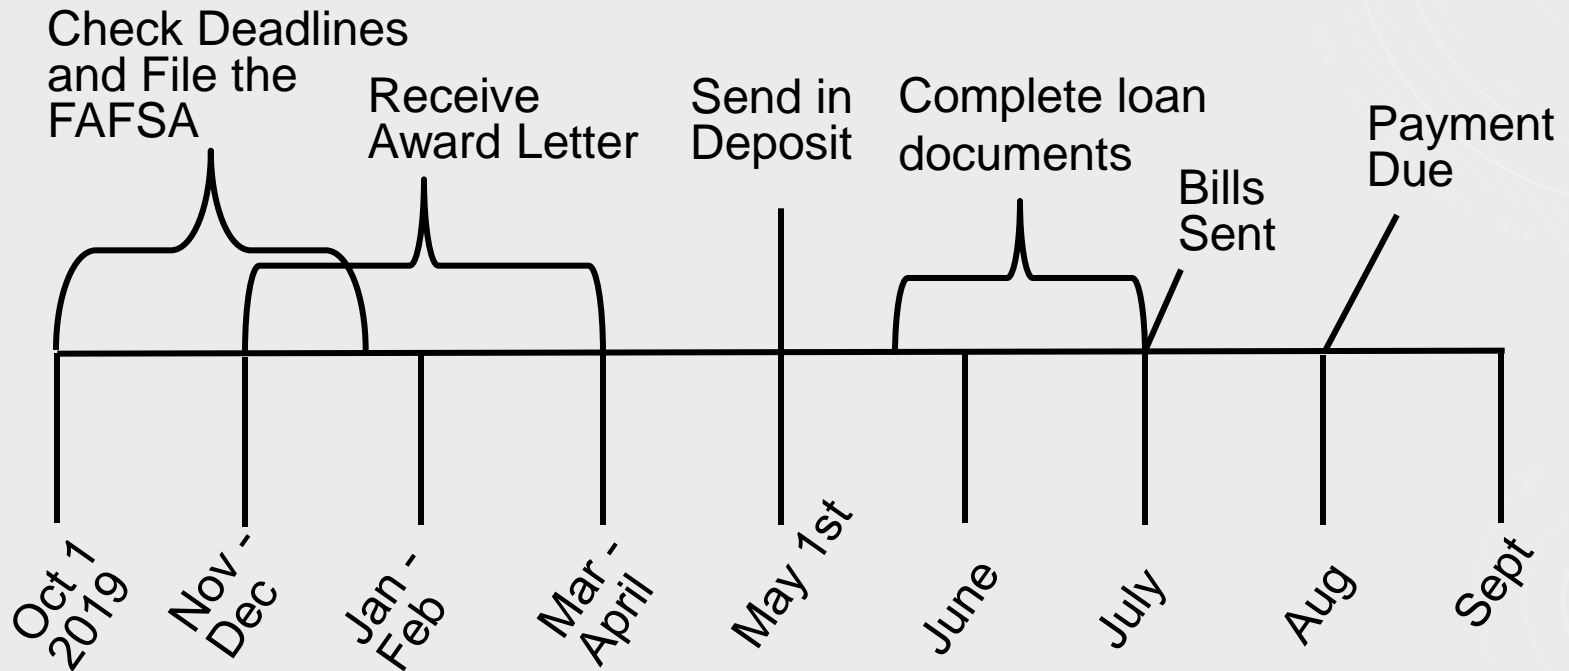 Check Deadlines
and File the
FAFSA
Receive
Award Letter
Send in
Deposit
Complete loan
documents
Bills
Sent
Payment
Due
Oct 1
2019
Nov -
Dec
Jan -
Feb
Mar -
April
May 1st
June
July
Aug
Sept